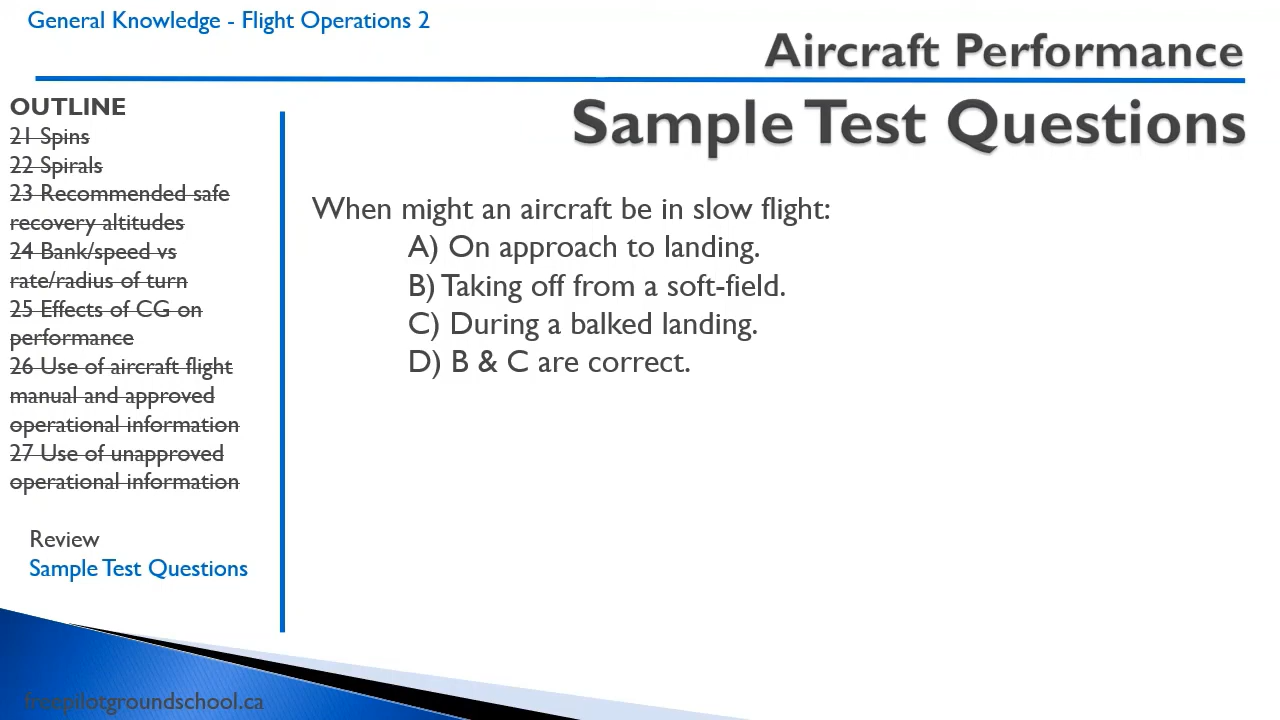 General Knowledge - Flight Operations 2
Aircraft Performance
Sample Test Questions
OUTLINE
21 Spins
22 Spirals
23 Recommended safe
recovery altitudes
24 Bank/speed vs
rate/radius of turn
25 Effects of CG on
performance
26 Use of aircraft flight
manual and approved
operational information
27 Use of unapproved
operational information
Review
Sample Test Questions
When might an aircraft be in slow flight:
A) On approach to landing.
B) Taking off from a soft-field.
C) During a balked landing.
D) B & C are correct.
freepilotgroundschool.ca